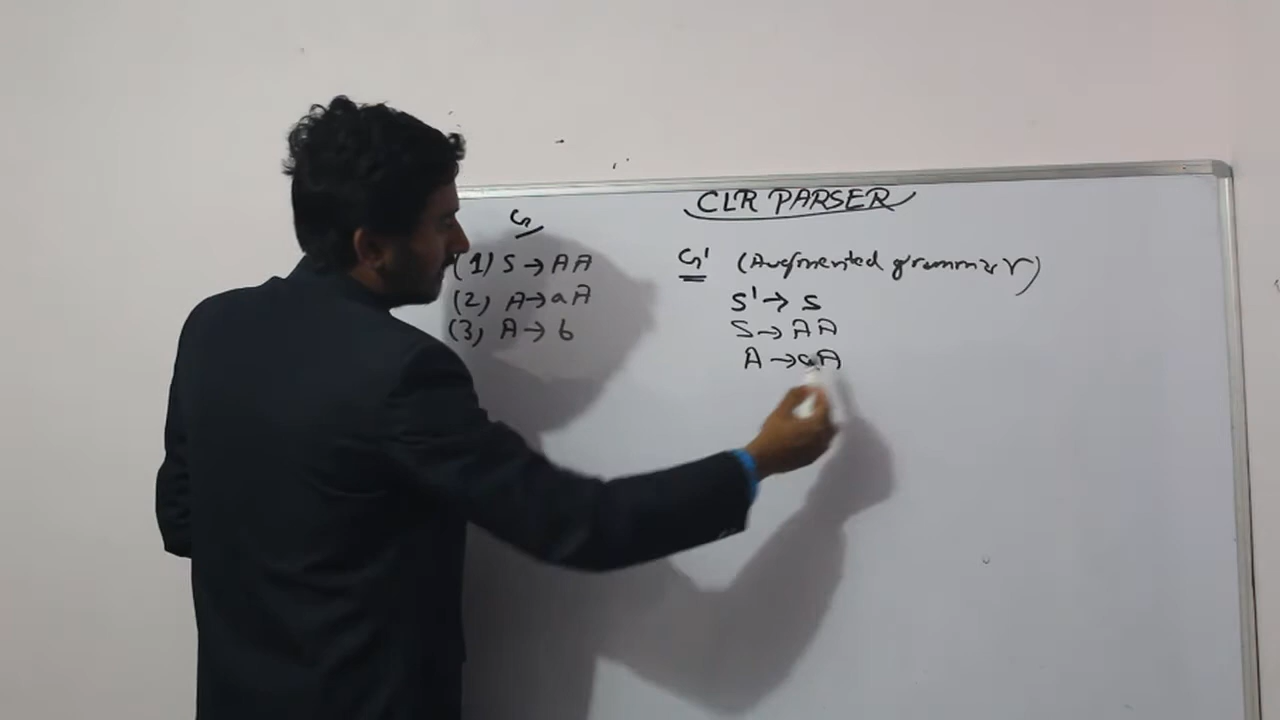 CLR PARSER
G
(1) S → AA
(2) A → aA
(3) A → b
G' (Augmented grammar)
S' → S
S → AA
A → aA